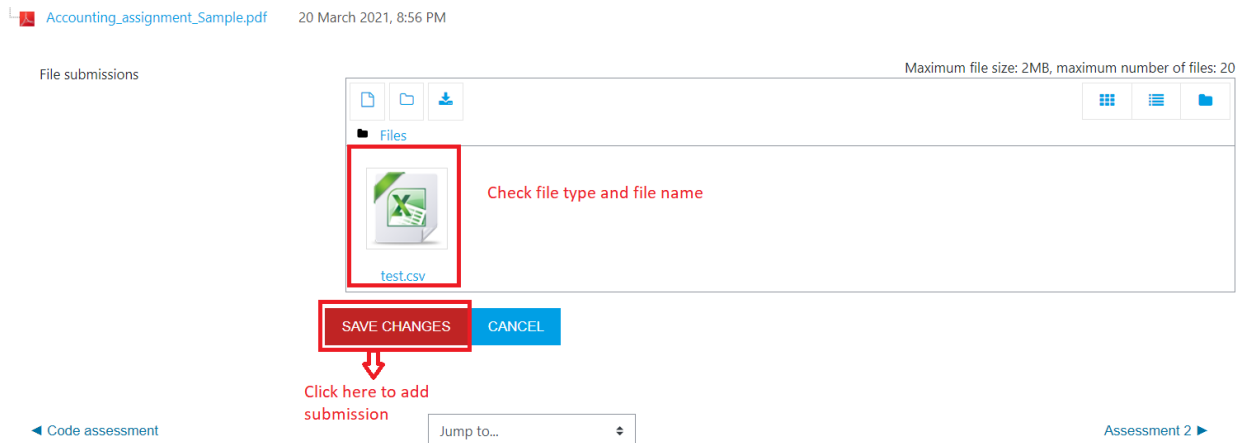 Accounting_assignment_Sample.pdf 20 March 2021, 8:56 PM
File submissions
Maximum file size: 2MB, maximum number of files: 20
Files
Check file type and file name
test.csv
SAVE CHANGES CANCEL
Click here to add
submission
◄ Code assessment Jump to... Assessment 2 ►